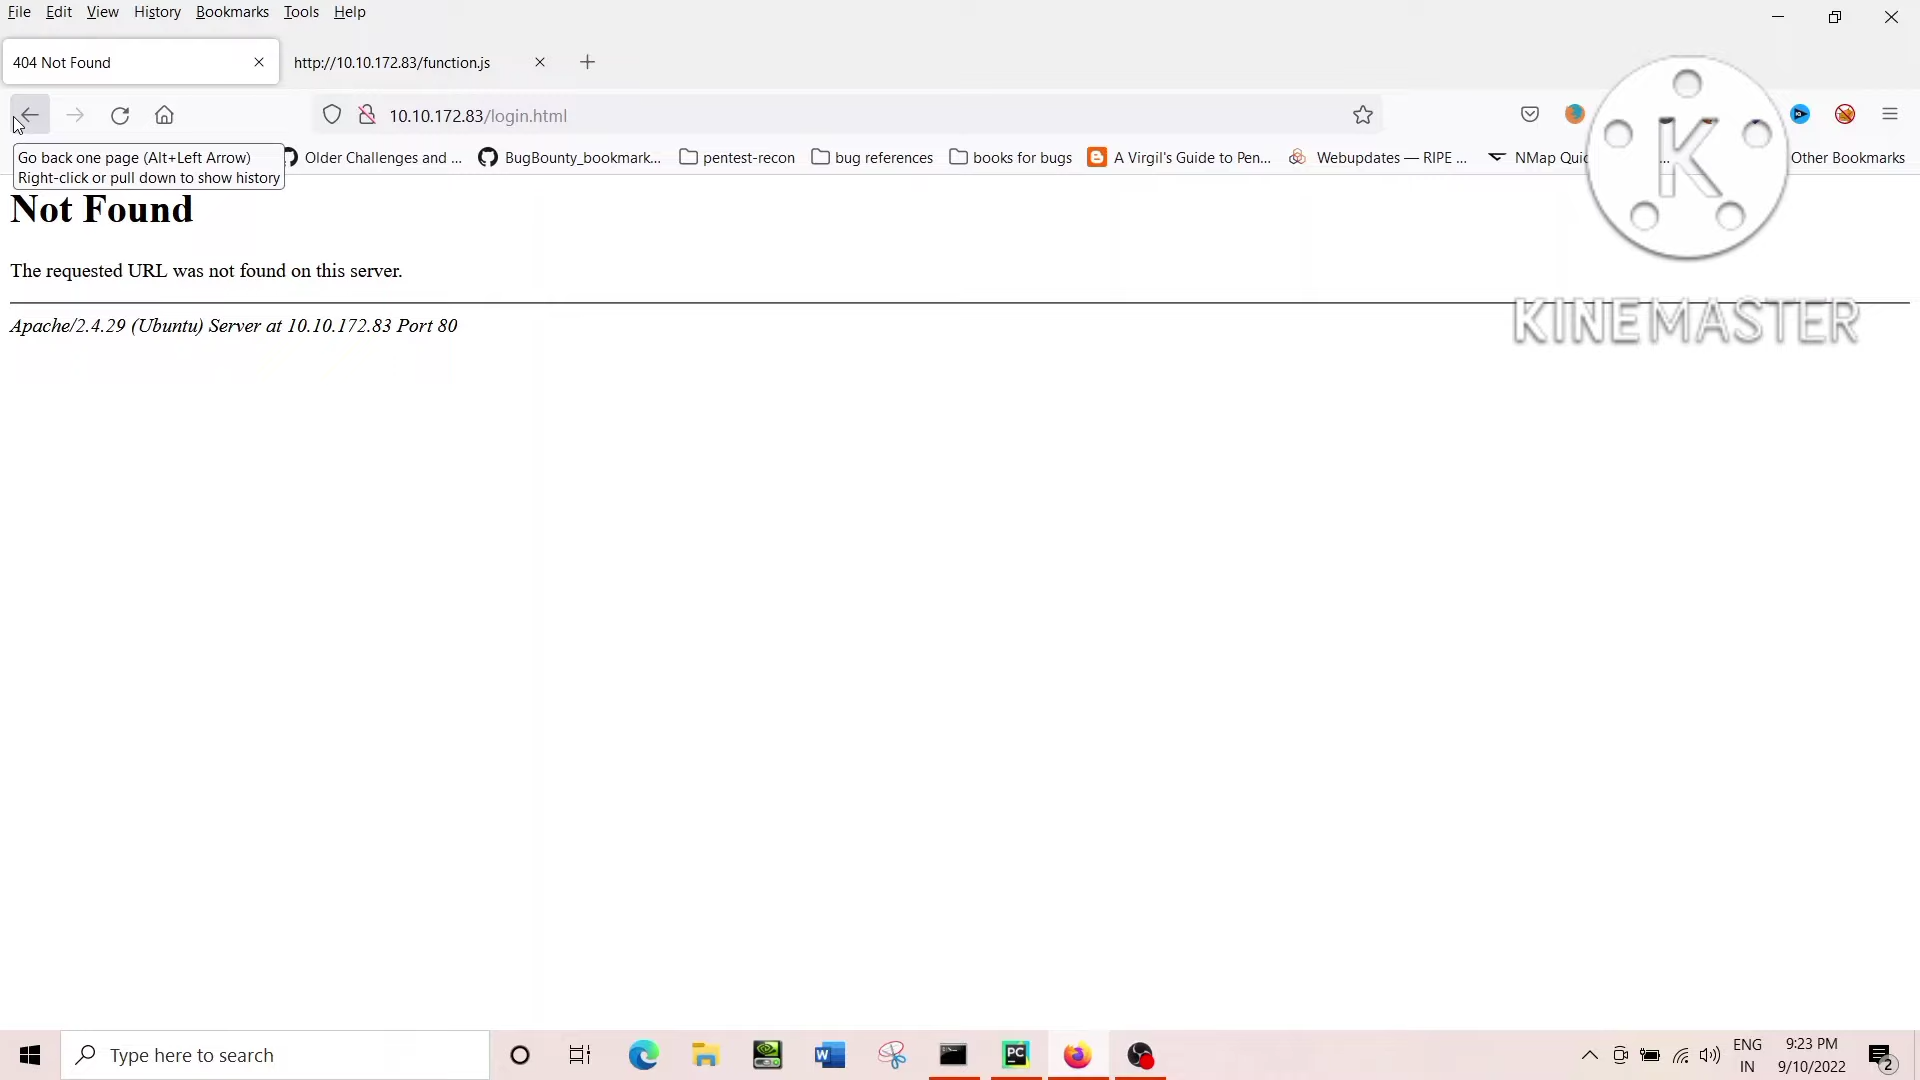 File Edit View History Bookmarks Tools Help
404 Not Found
http://10.10.172.83/function.js
10.10.172.83/login.html
Go back one page (Alt+Left Arrow)
Right-click or pull down to show history
Older Challenges and ...
BugBounty_bookmark...
pentest-recon
bug references
books for bugs
A Virgil's Guide to Pen...
Webupdates — RIPE ...
NMap Quic
...
Other Bookmarks
K
KINEMASTER
Not Found
The requested URL was not found on this server.
Apache/2.4.29 (Ubuntu) Server at 10.10.172.83 Port 80
Type here to search
W
PC
ENG
IN
9:23 PM
9/10/2022
2